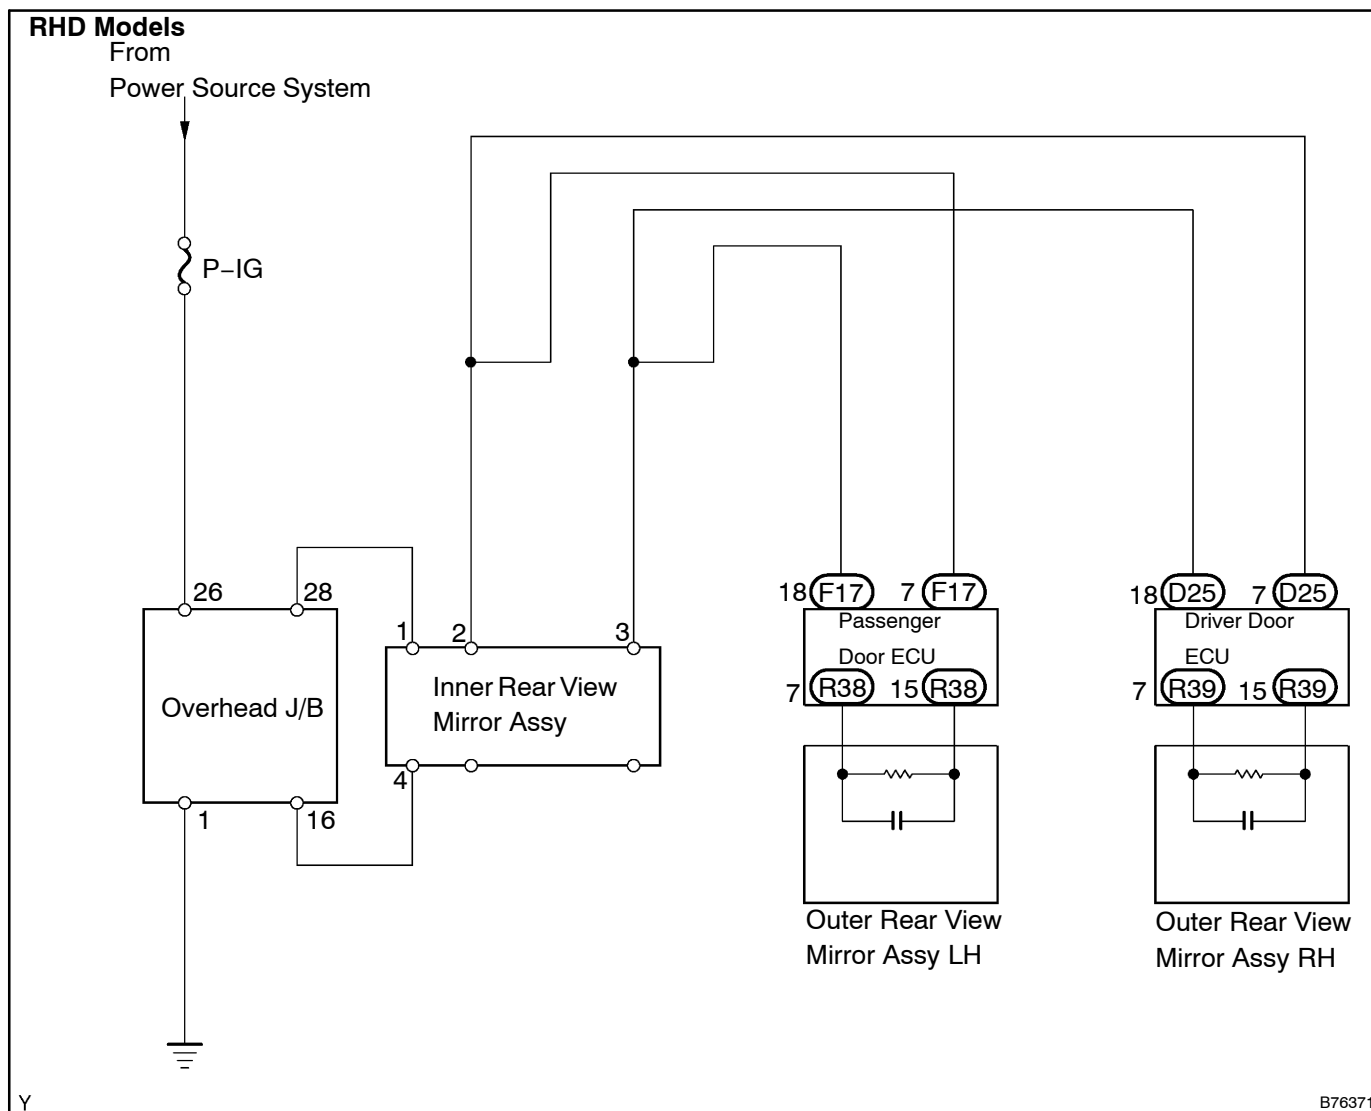 RHD Models
From
Power Source System
P–IG
26
28
1
2
3
Overhead J/B
Inner Rear View
Mirror Assy
4
1
16
18 F17
7 F17
Passenger
Door ECU
7 R38
15 R38
18 D25
7 D25
Driver Door
ECU
7 R39
15 R39
Outer Rear View
Mirror Assy LH
Outer Rear View
Mirror Assy RH
Y
B76371